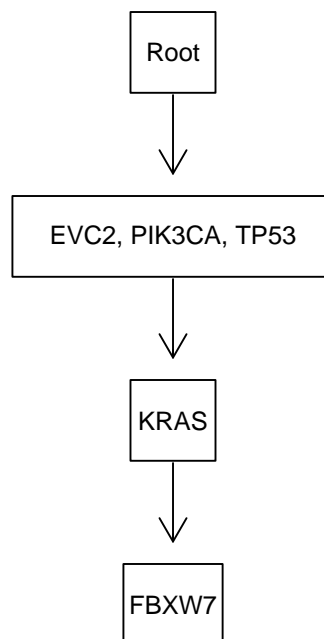 Root
EVC2, PIK3CA, TP53
KRAS
FBXW7